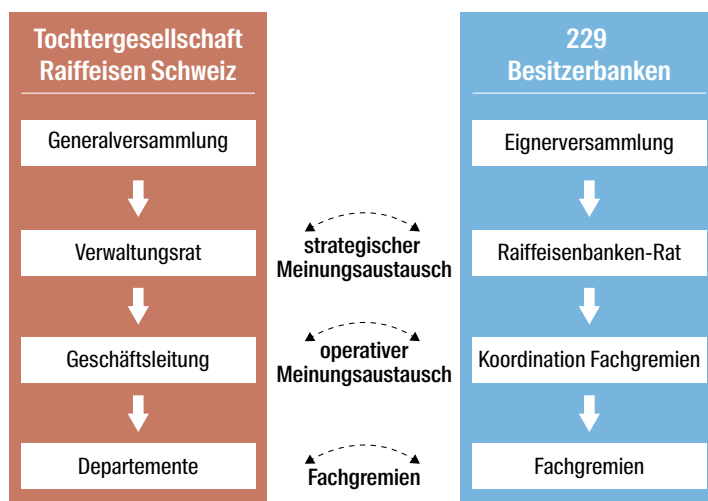 Tochtergesellschaft
Raiffeisen Schweiz
Generalversammlung
Verwaltungsrat
Geschäftsleitung
Departemente
strategischer
Meinungsaustausch
operativer
Meinungsaustausch
Fachgremien
229
Besitzerbanken
Eignerversammlung
Raiffeisenbanken-Rat
Koordination Fachgremien
Fachgremien